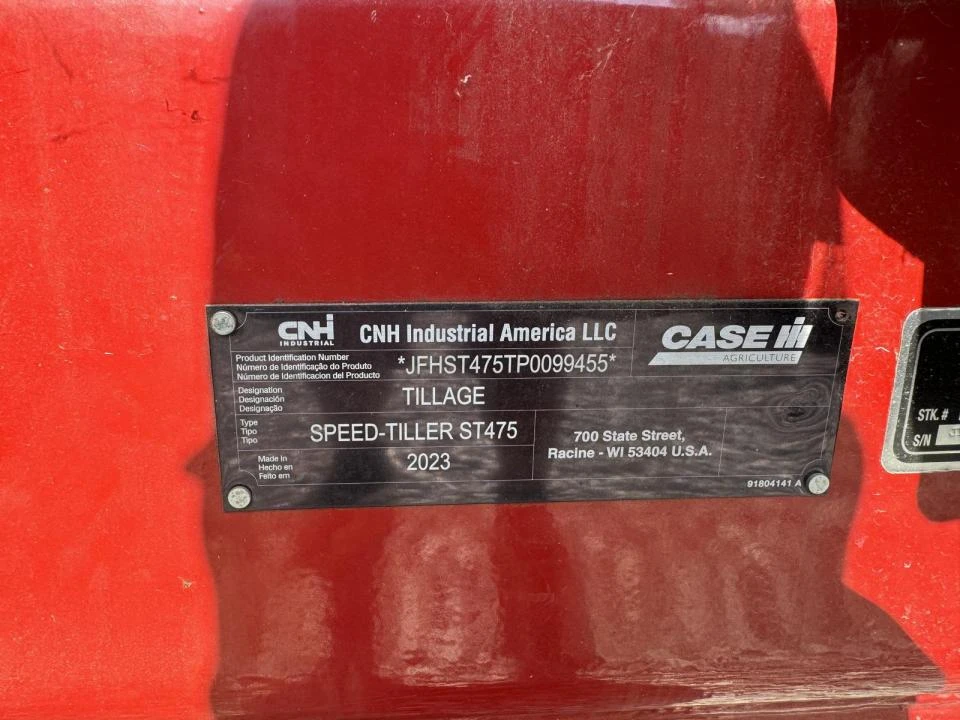 CNH
INDUSTRIAL
CNH Industrial America LLC
CASE IH
AGRICULTURE
Product Identification Number
Número de Identificação do Produto
Número de Identificacion del Producto
*JFHST475TP0099455*
Designation
Designación
Designação
TILLAGE
Type
Tipo
Tipo
SPEED-TILLER ST475
700 State Street,
Racine - WI 53404 U.S.A.
Made in
Hecho en
Feito em
2023
91804141 A
STK. #
S/N